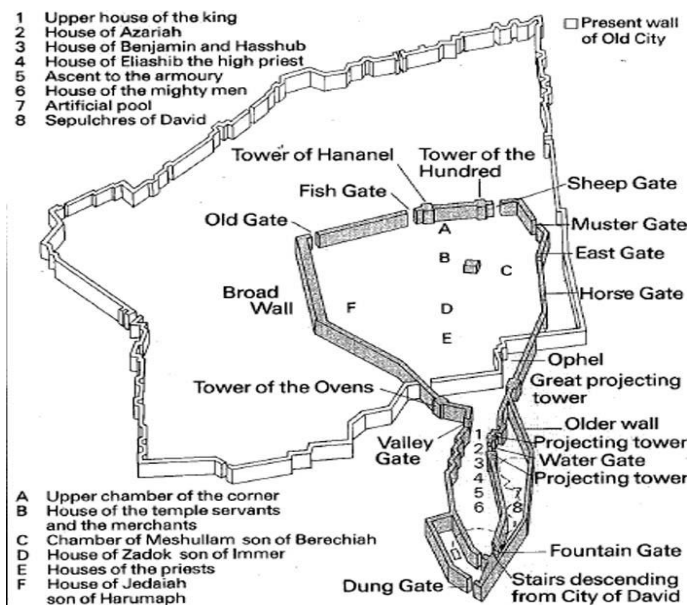 1 Upper house of the king
2 House of Azariah
3 House of Benjamin and Hasshub
4 House of Eliashib the high priest
5 Ascent to the armoury
6 House of the mighty men
7 Artificial pool
8 Sepulchres of David
Present wall
of Old City
Tower of Hananel
Tower of the
Hundred
Fish Gate
Sheep Gate
Old Gate
Muster Gate
A
East Gate
B
C
Broad
Wall
Horse Gate
F
D
E
Ophel
Tower of the Ovens
Great projecting
tower
Older wall
Valley
Gate
1
Projecting tower
2
Water Gate
3
Projecting tower
4
5
7
6
8
A Upper chamber of the corner
B House of the temple servants
and the merchants
C Chamber of Meshullam son of Berechiah
D House of Zadok son of Immer
E Houses of the priests
F House of Jedaiah
son of Harumaph
Fountain Gate
Dung Gate
Stairs descending
from City of David